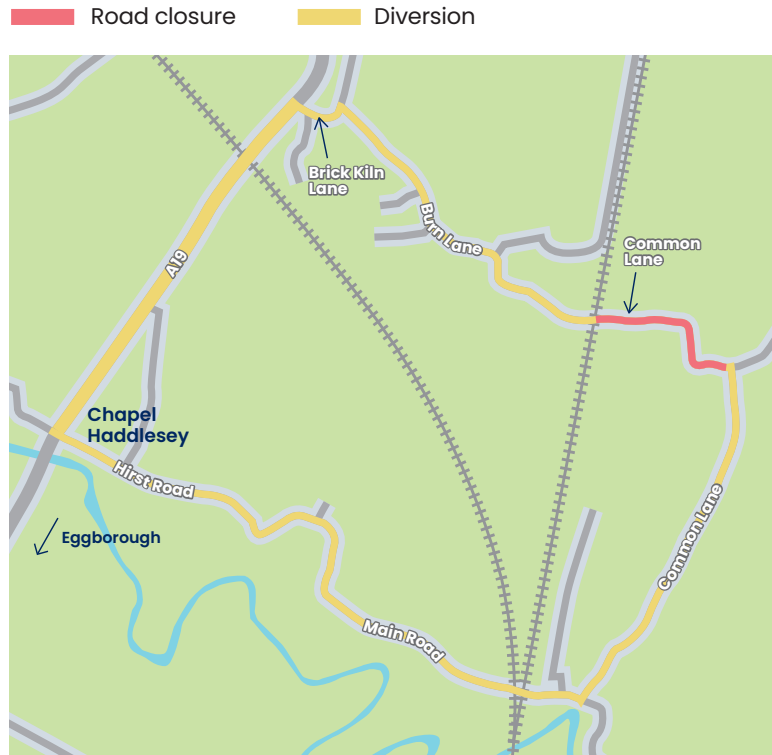 Road closure
Diversion
Brick Kiln
Lane
Burn Lane
A19
Common
Lane
Chapel
Haddlesey
Hirst Road
Eggborough
Common Lane
Main Road